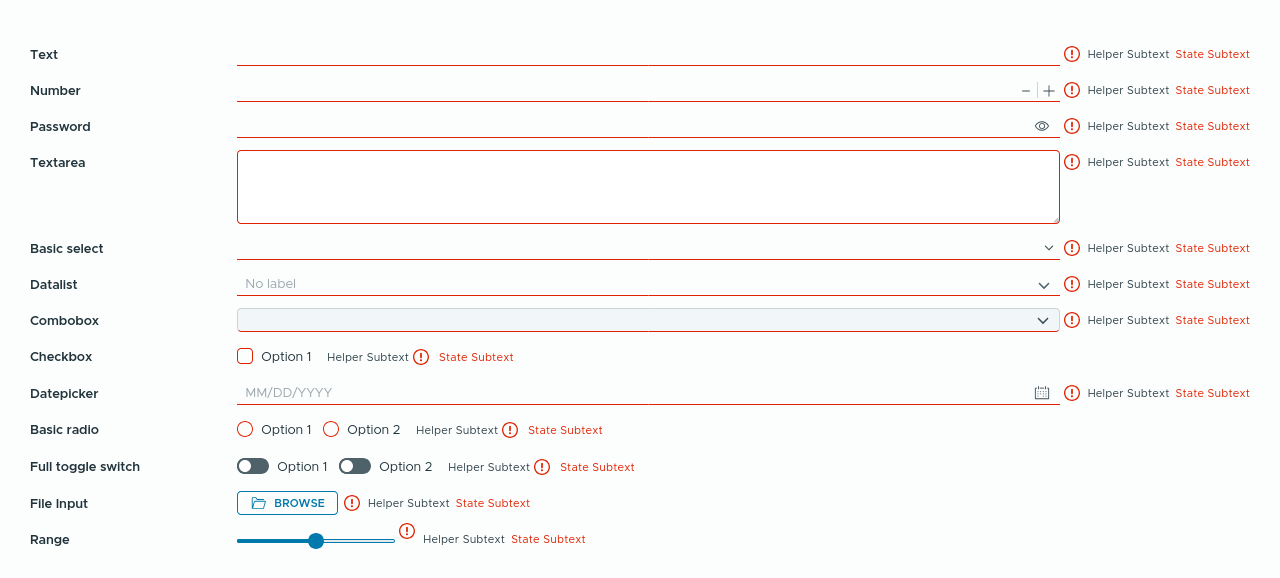 Text Helper Subtext State Subtext
Number Helper Subtext State Subtext
Password Helper Subtext State Subtext
Textarea Helper Subtext State Subtext
Basic select Helper Subtext State Subtext
Datalist No label Helper Subtext State Subtext
Combobox Helper Subtext State Subtext
Checkbox Option 1 Helper Subtext State Subtext
Datepicker MM/DD/YYYY Helper Subtext State Subtext
Basic radio Option 1 Option 2 Helper Subtext State Subtext
Full toggle switch Option 1 Option 2 Helper Subtext State Subtext
File Input BROWSE Helper Subtext State Subtext
Range Helper Subtext State Subtext